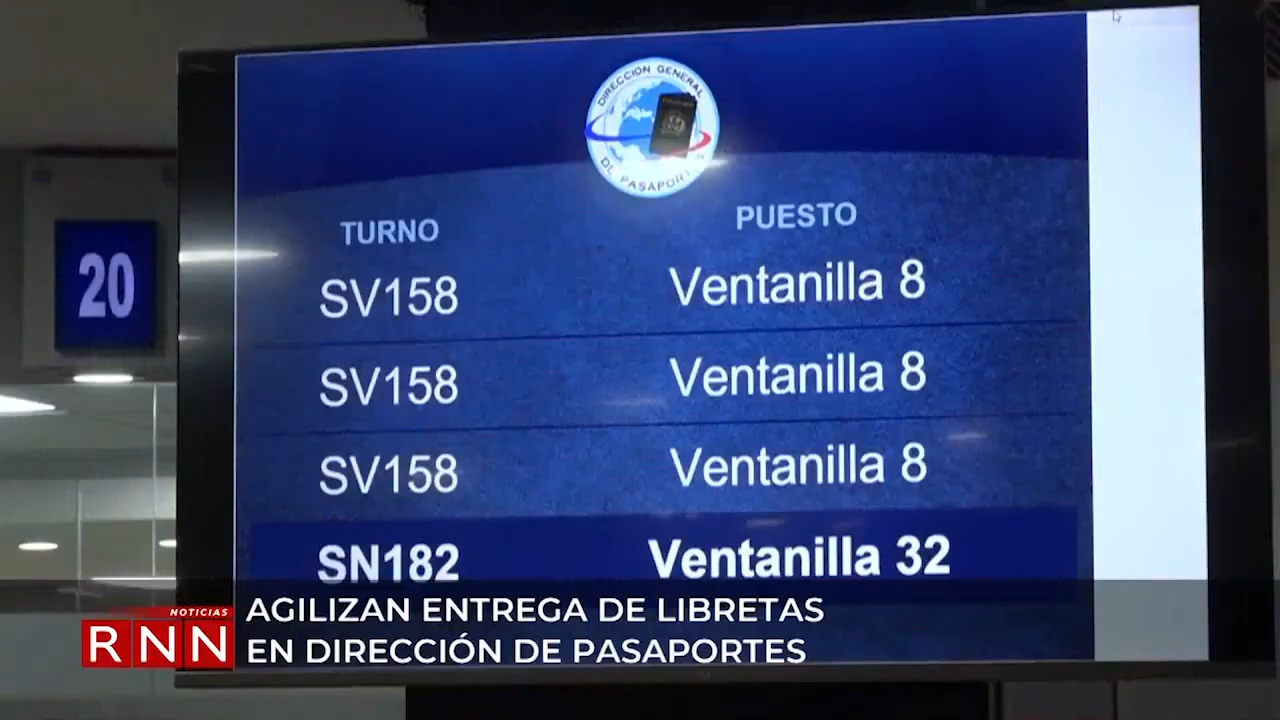 DIRECCION GENERAL
DE PASAPORTES
20
TURNO PUESTO
SV158 Ventanilla 8
SV158 Ventanilla 8
SV158 Ventanilla 8
SN182 Ventanilla 32
NOTICIAS
RNN
AGILIZAN ENTREGA DE LIBRETAS
EN DIRECCIÓN DE PASAPORTES